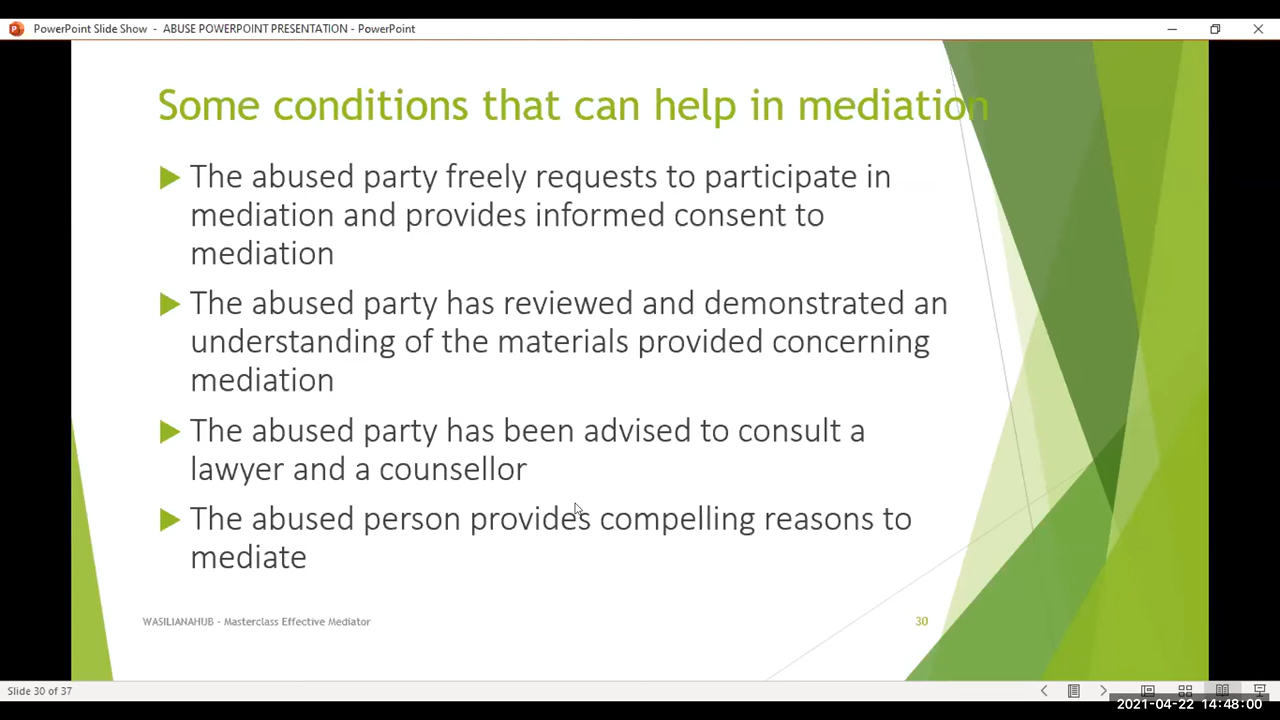 PowerPoint Slide Show - ABUSE POWERPOINT PRESENTATION - PowerPoint
Some conditions that can help in mediation
The abused party freely requests to participate in
mediation and provides informed consent to
mediation
The abused party has reviewed and demonstrated an
understanding of the materials provided concerning
mediation
The abused party has been advised to consult a
lawyer and a counsellor
The abused person provides compelling reasons to
mediate
WASILIANAHUB - Masterclass Effective Mediator
30
Slide 30 of 37
2021-04-22 14:48:00